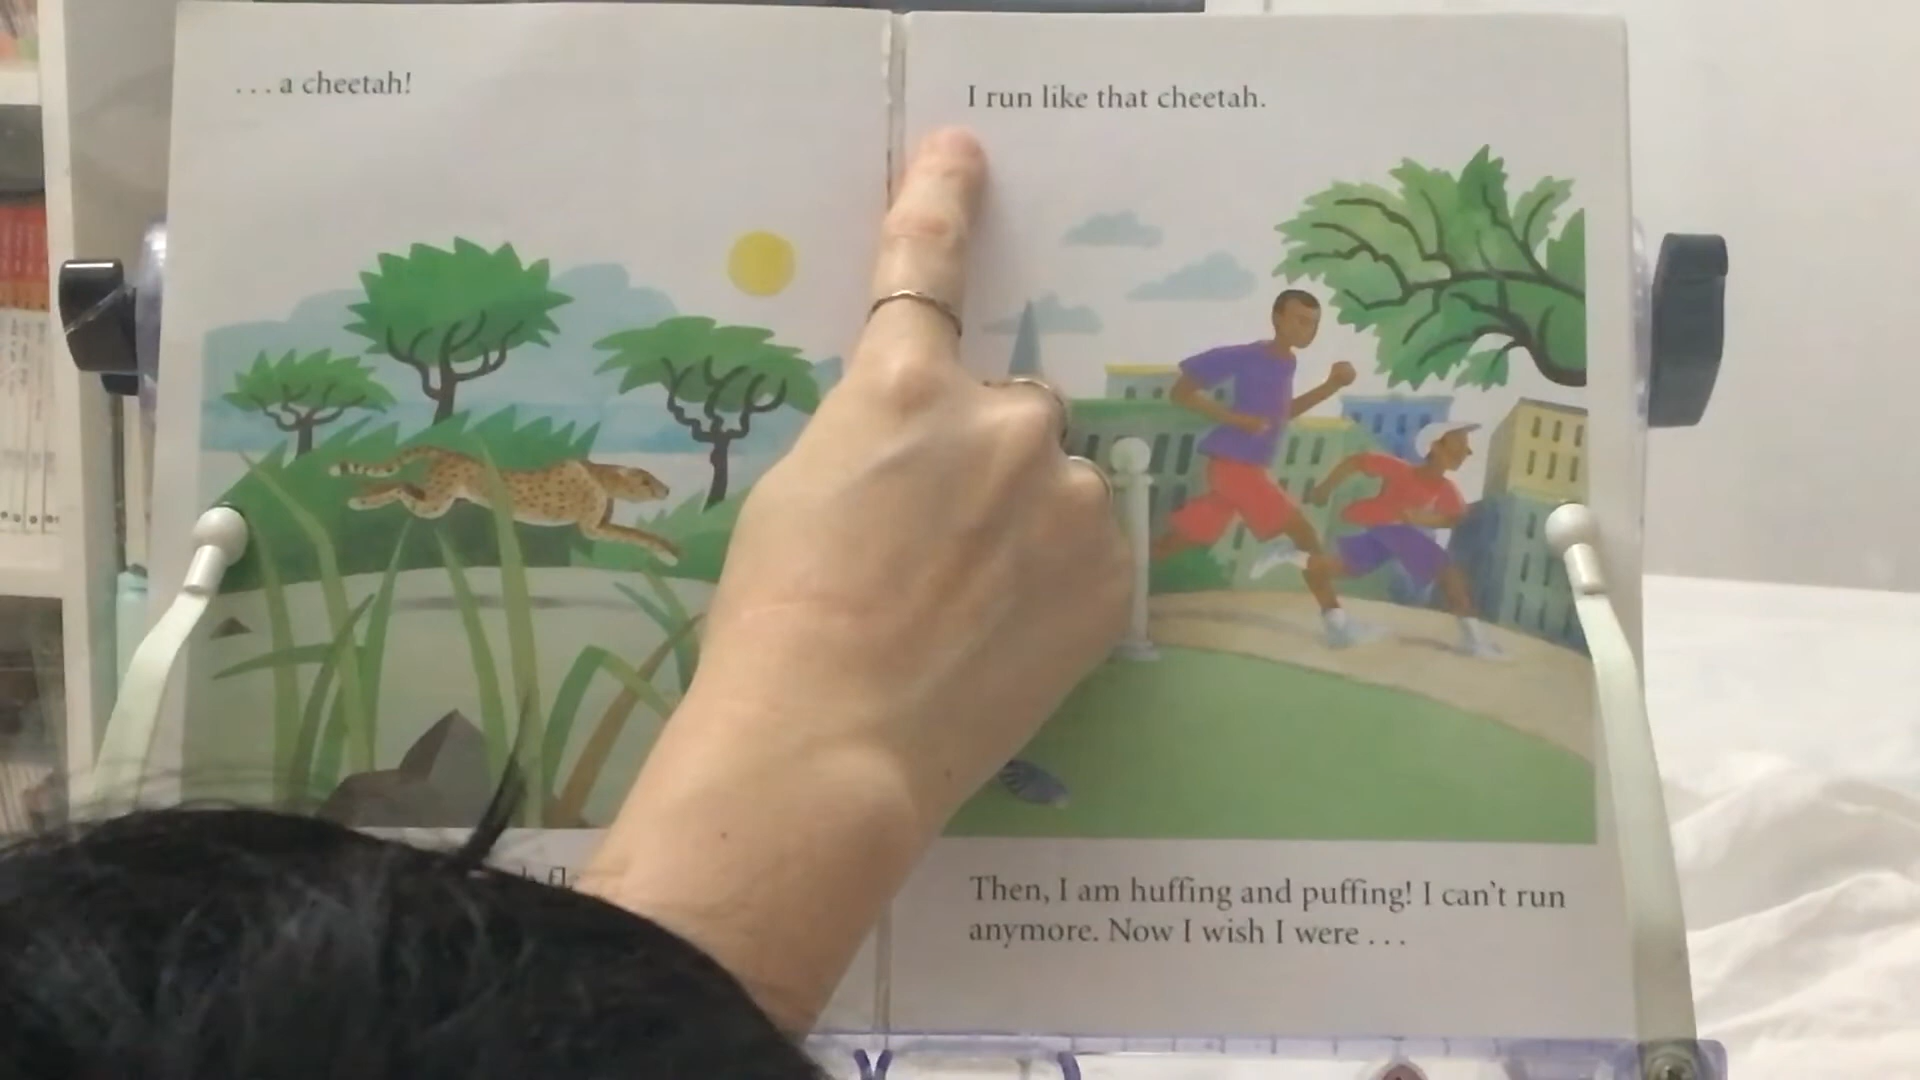 . . . a cheetah!
I run like that cheetah.
Then, I am huffing and puffing! I can't run
anymore. Now I wish I were . . .